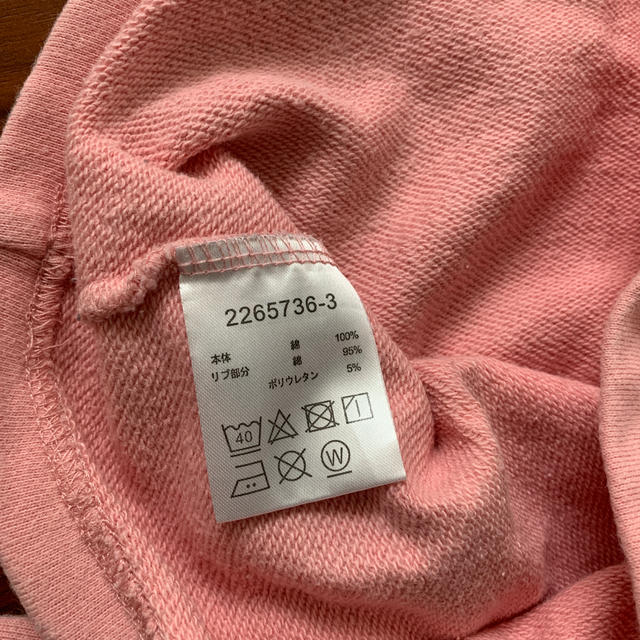 2265736-3
本体 綿 100%
リブ部分 綿 95%
ポリウレタン 5%
40
W